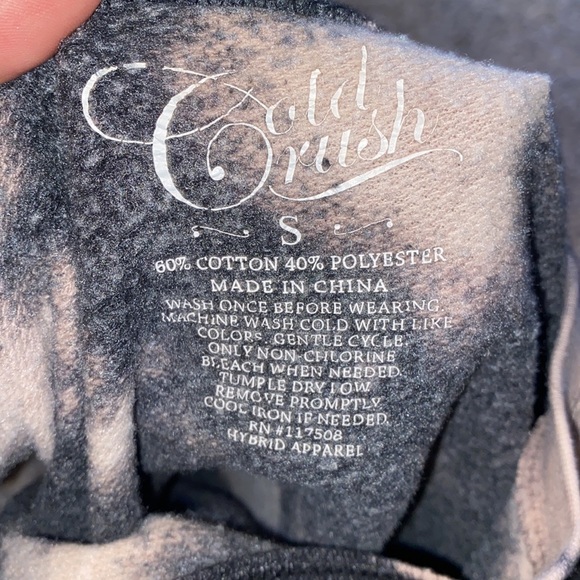 Cold
Crush
S
60% COTTON 40% POLYESTER
MADE IN CHINA
WASH ONCE BEFORE WEARING
MACHINE WASH COLD WITH LIKE
COLORS. GENTLE CYCLE.
ONLY NON-CHLORINE
BLEACH WHEN NEEDED.
TUMPLE DRY LOW
REMOVE PROMPTLY
COOL IRON IF NEEDED.
RN #117508
HYBRID APPAREL